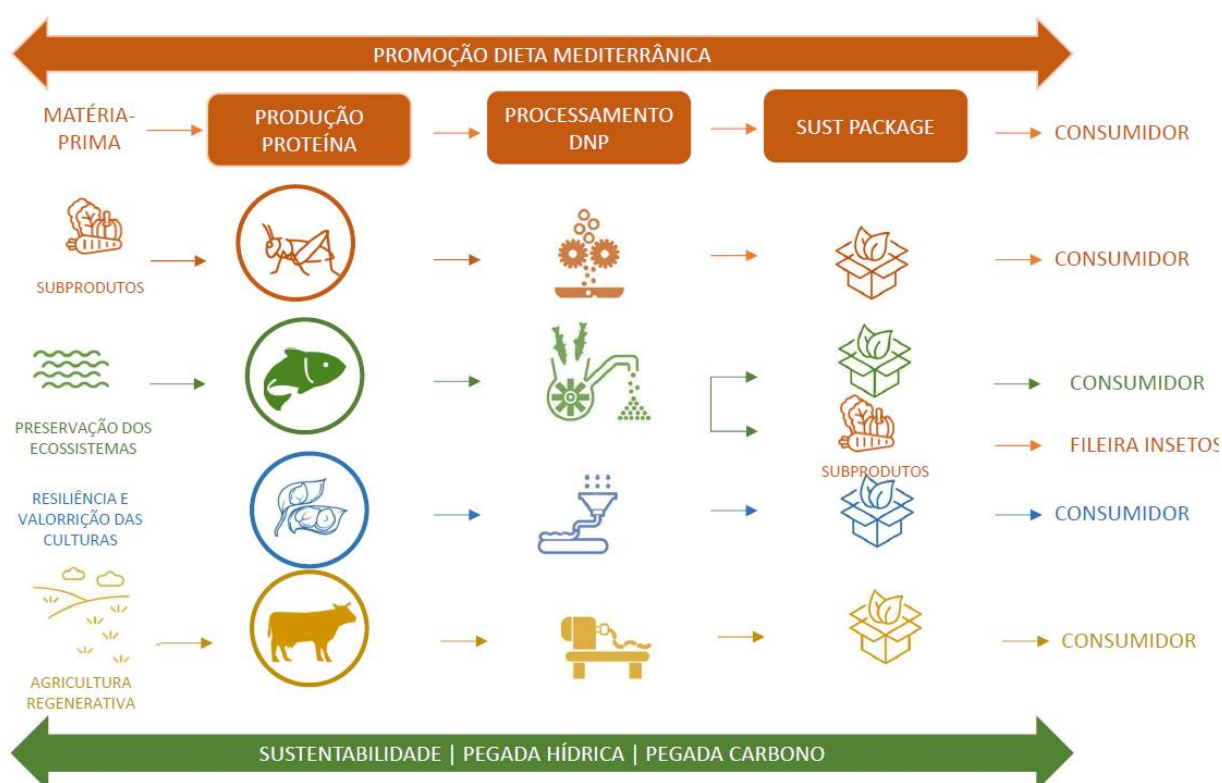 PROMOÇÃO DIETA MEDITERRÂNICA
MATÉRIA-
PRIMA
PRODUÇÃO
PROTEÍNA
PROCESSAMENTO
DNP
SUST PACKAGE
CONSUMIDOR
SUBPRODUTOS
CONSUMIDOR
PRESERVAÇÃO DOS
ECOSSISTEMAS
CONSUMIDOR
SUBPRODUTOS
FILEIRA INSETOS
RESILIÊNCIA E
VALORRIÇÃO DAS
CULTURAS
CONSUMIDOR
AGRICULTURA
REGENERATIVA
CONSUMIDOR
SUSTENTABILIDADE | PEGADA HÍDRICA | PEGADA CARBONO